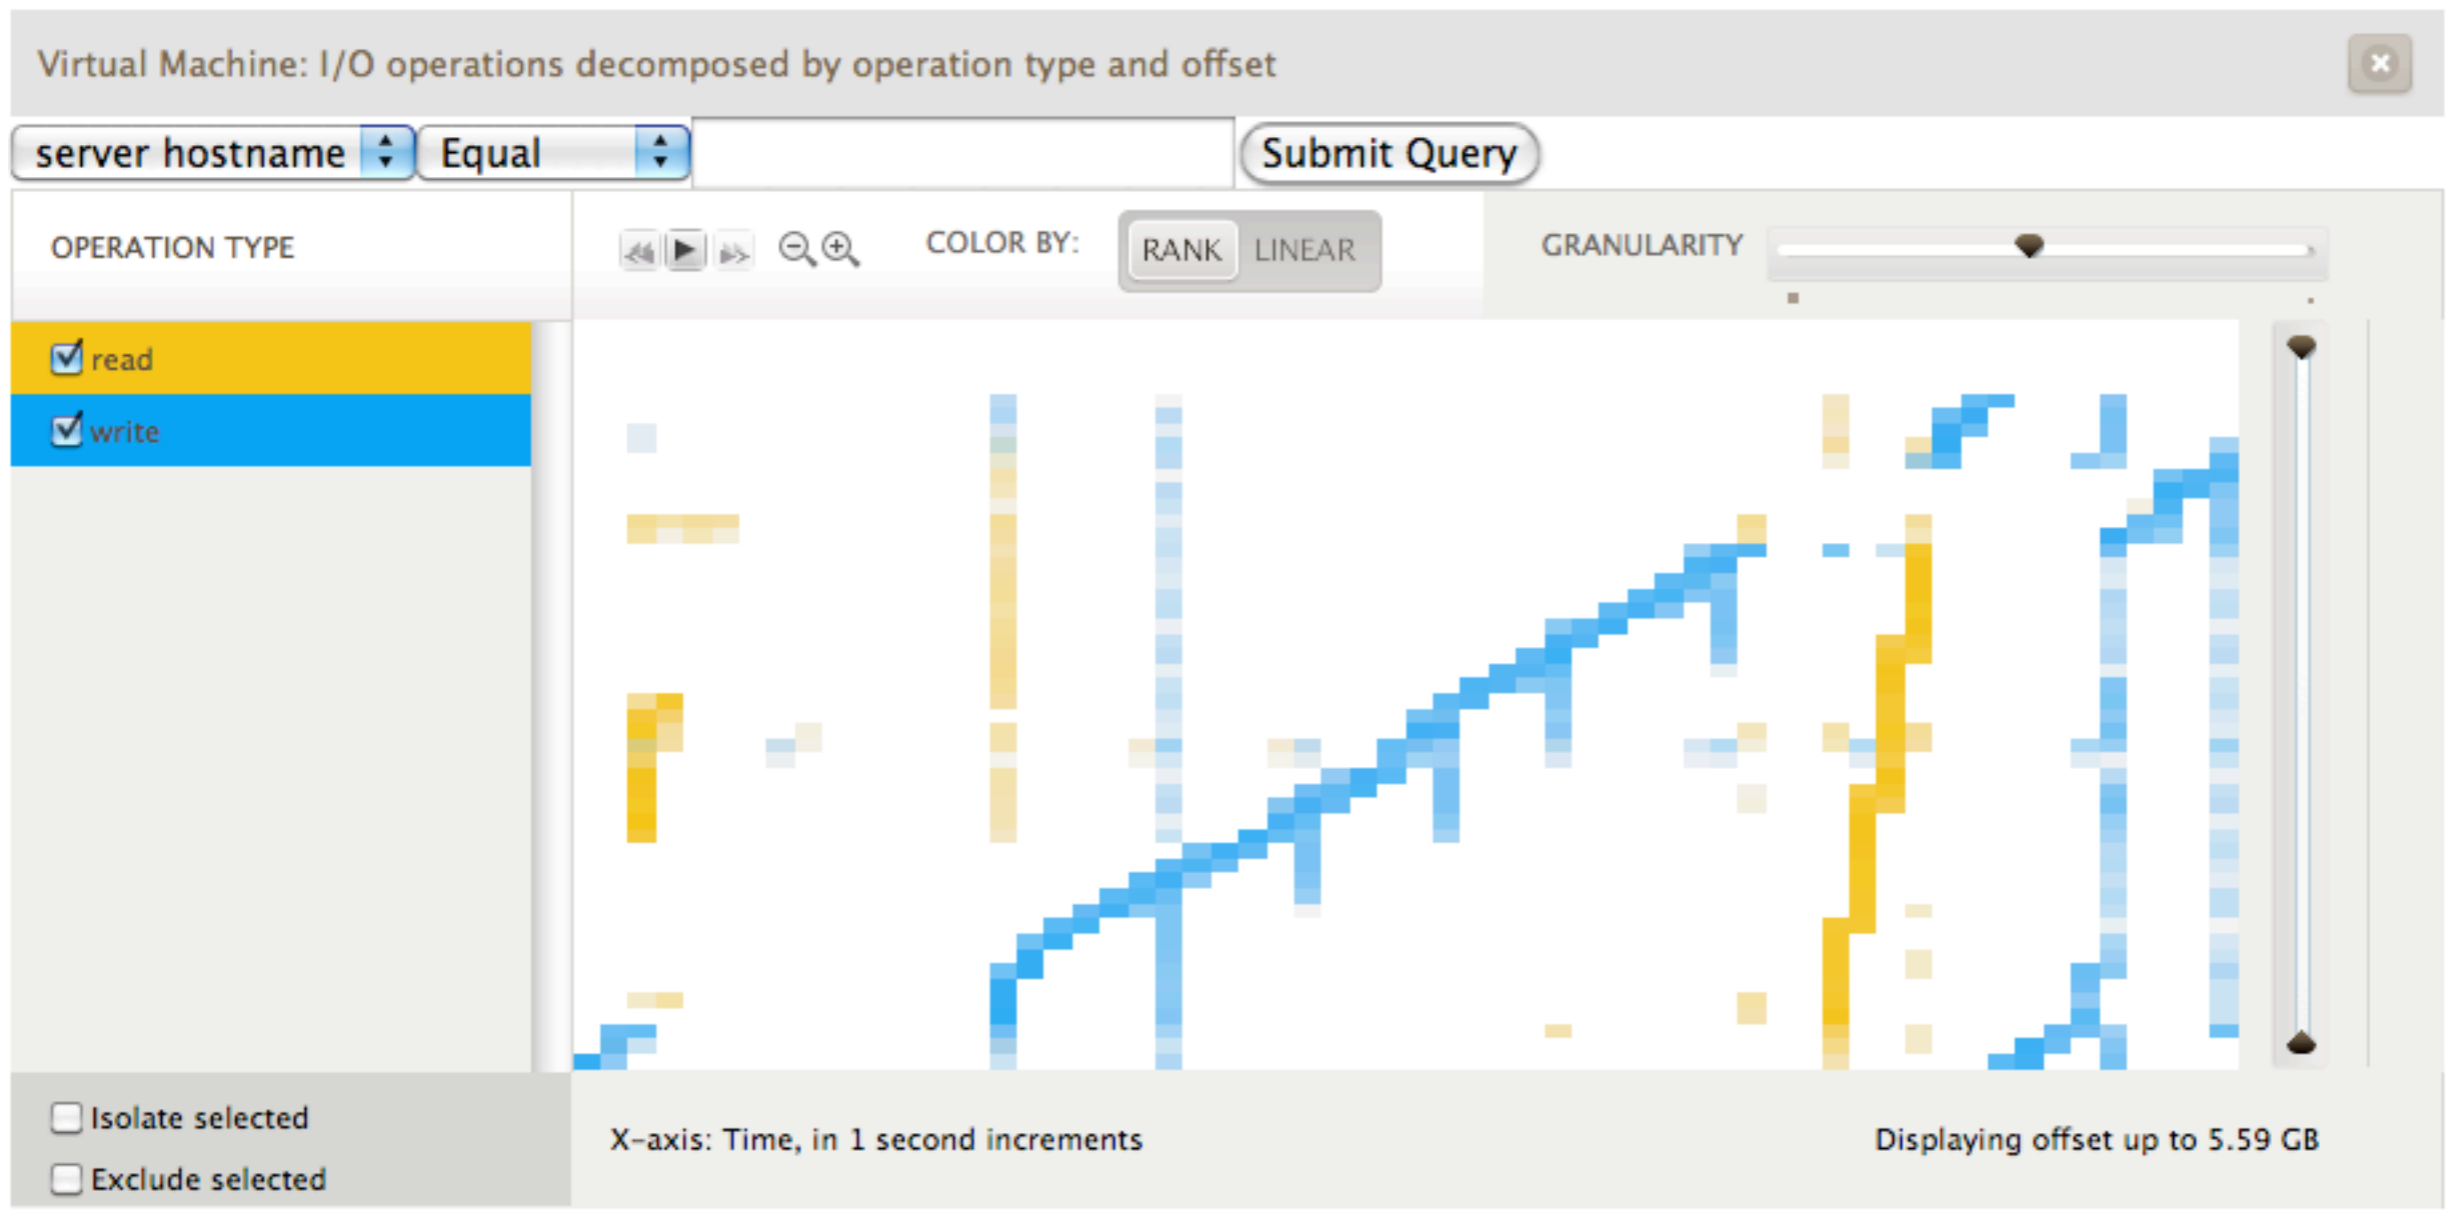 Virtual Machine: I/O operations decomposed by operation type and offset
server hostname Equal Submit Query
OPERATION TYPE COLOR BY: RANK LINEAR GRANULARITY
read
write
Isolate selected
Exclude selected
X-axis: Time, in 1 second increments
Displaying offset up to 5.59 GB